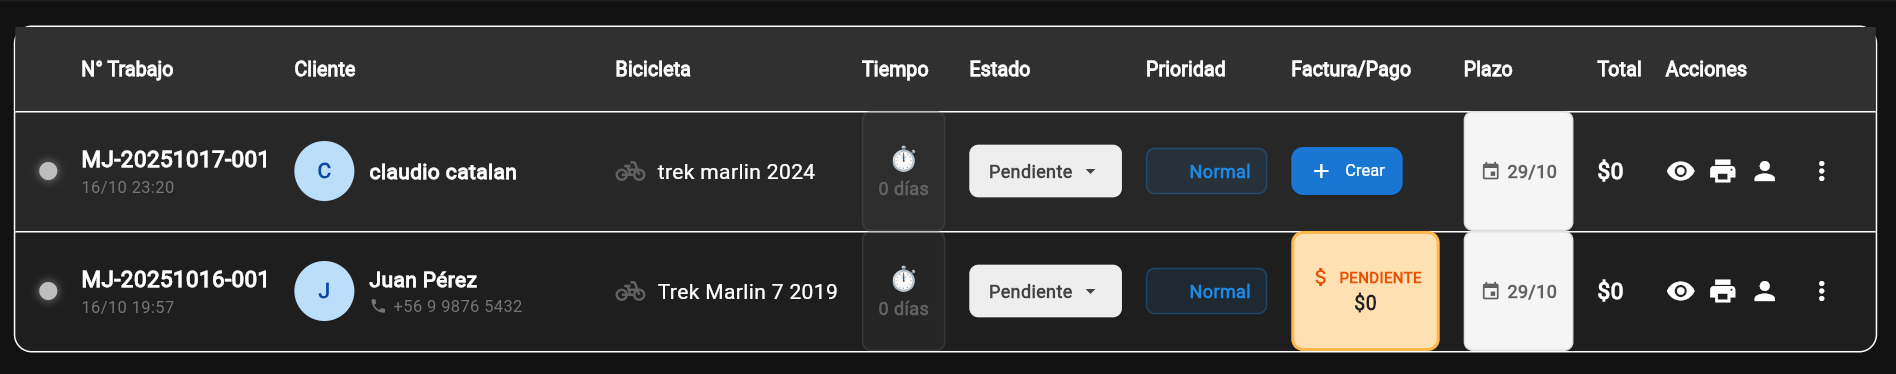 N° Trabajo Cliente Bicicleta Tiempo Estado Prioridad Factura/Pago Plazo Total Acciones
MJ-20251017-001
16/10 23:20
C
claudio catalan
trek marlin 2024
0 días
Pendiente
Normal
+ Crear
29/10
$0
MJ-20251016-001
16/10 19:57
J
Juan Pérez
+56 9 9876 5432
Trek Marlin 7 2019
0 días
Pendiente
Normal
$ PENDIENTE
$0
29/10
$0